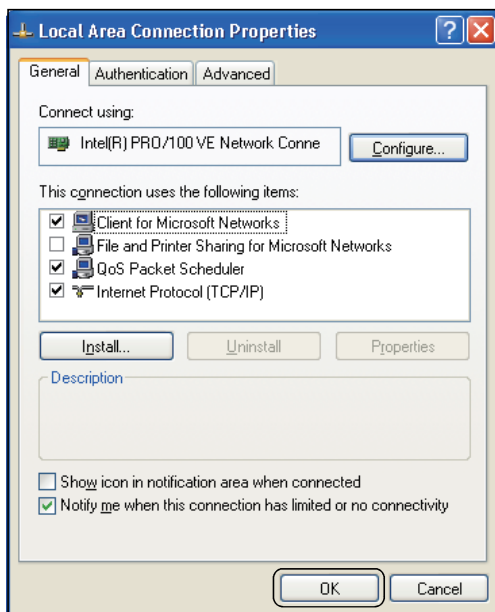 Local Area Connection Properties
General Authentication Advanced
Connect using:
Intel(R) PRO/100 VE Network Conne
Configure...
This connection uses the following items:
Client for Microsoft Networks
File and Printer Sharing for Microsoft Networks
QoS Packet Scheduler
Internet Protocol (TCP/IP)
Install... Uninstall Properties
Description
Show icon in notification area when connected
Notify me when this connection has limited or no connectivity
OK Cancel